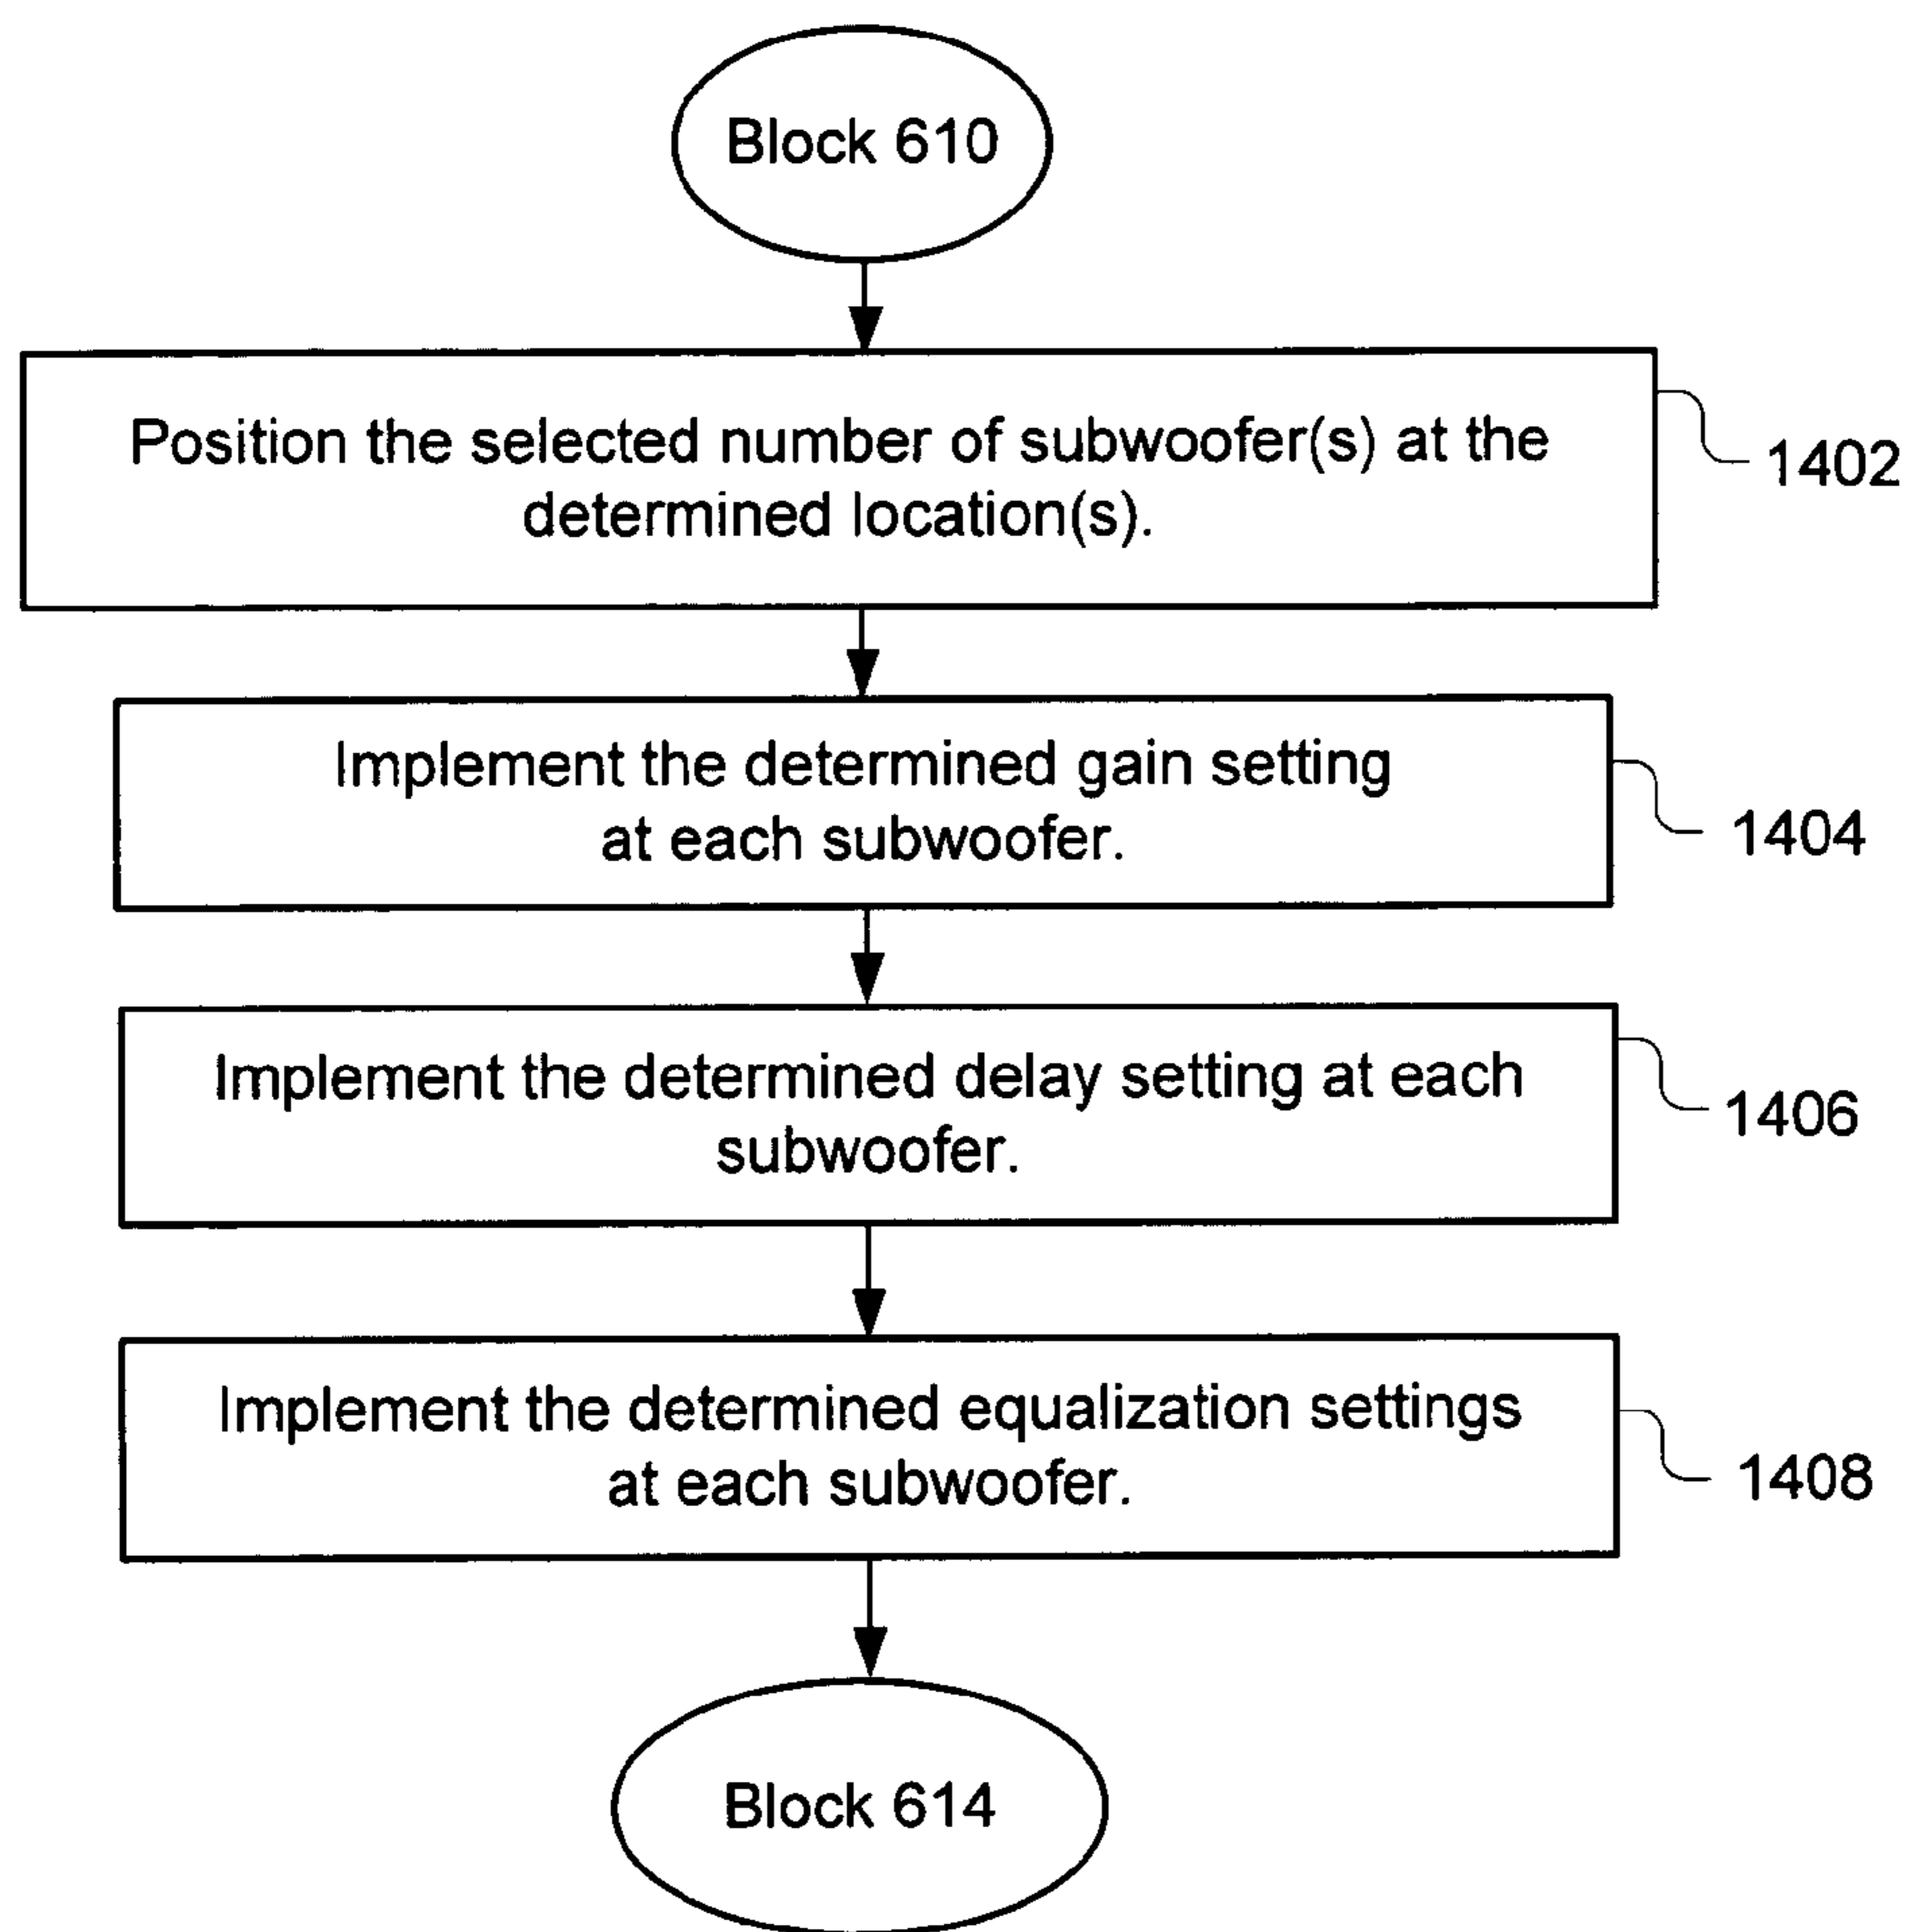 Block 610
Position the selected number of subwoofer(s) at the
determined location(s).
1402
Implement the determined gain setting
at each subwoofer.
1404
Implement the determined delay setting at each
subwoofer.
1406
Implement the determined equalization settings
at each subwoofer.
1408
Block 614